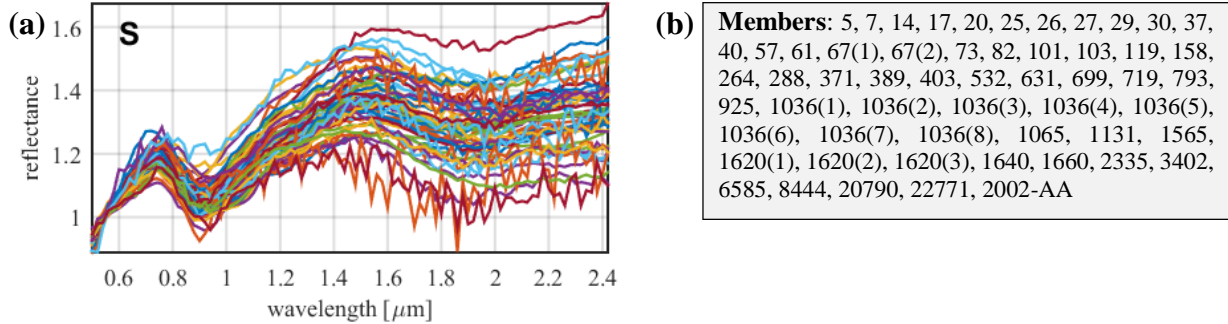 (a)
S
1.6
1.4
1.2
1
reflectance
0.6 0.8 1 1.2 1.4 1.6 1.8 2 2.2 2.4
wavelength [μm]
(b)
Members: 5, 7, 14, 17, 20, 25, 26, 27, 29, 30, 37,
40, 57, 61, 67(1), 67(2), 73, 82, 101, 103, 119, 158,
264, 288, 371, 389, 403, 532, 631, 699, 719, 793,
925, 1036(1), 1036(2), 1036(3), 1036(4), 1036(5),
1036(6), 1036(7), 1036(8), 1065, 1131, 1565,
1620(1), 1620(2), 1620(3), 1640, 1660, 2335, 3402,
6585, 8444, 20790, 22771, 2002-AA